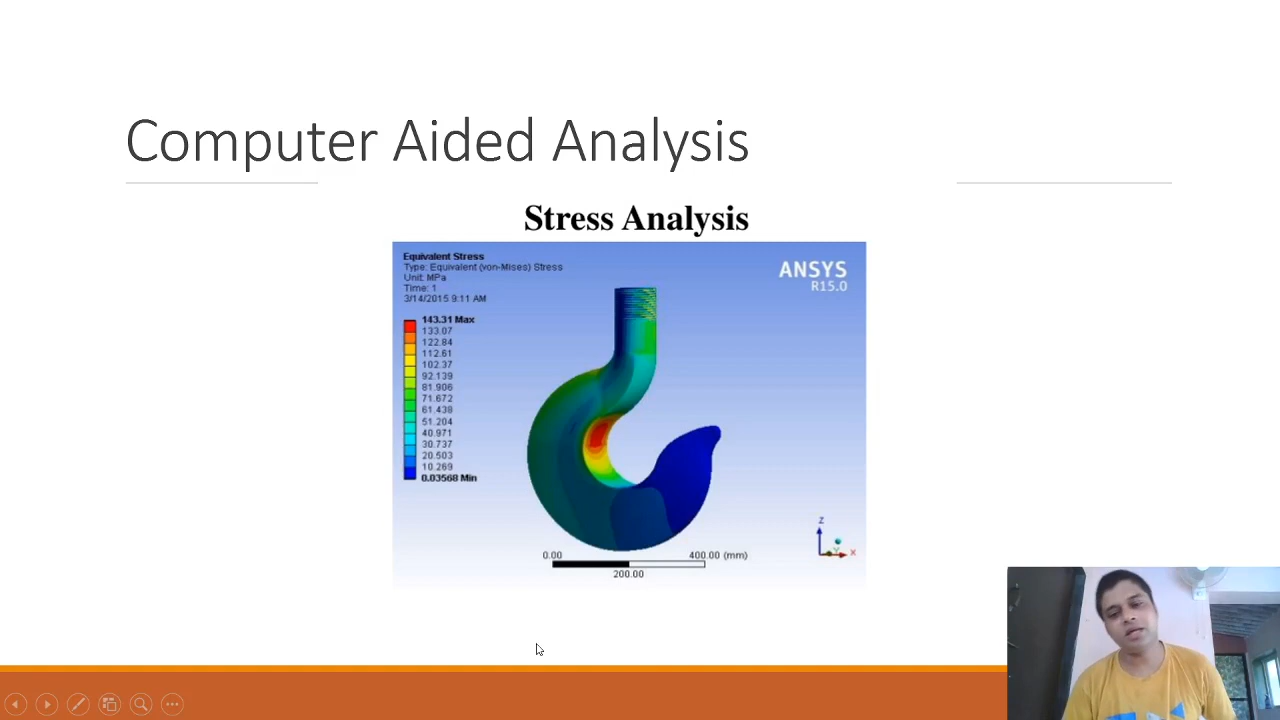 Computer Aided Analysis
Stress Analysis
Equivalent Stress
Type: Equivalent (von-Mises) Stress
Unit: MPa
Time: 1
3/14/2015 9:11 AM
ANSYS
R15.0
143.31 Max
133.07
122.84
112.61
102.37
92.139
81.906
71.672
61.438
51.204
40.971
30.737
20.503
10.269
0.03568 Min
0.00
400.00 (mm)
200.00
Z
Y
X